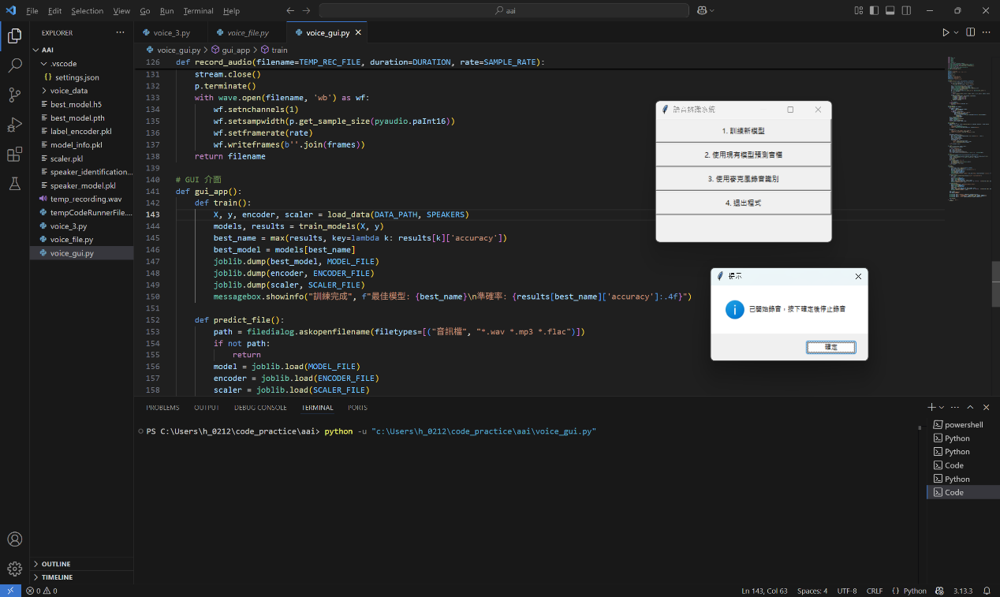 File Edit Selection View Go Run Terminal Help
aai
EXPLORER
AAI
.vscode
settings.json
voice_data
best_model.h5
best_model.pth
label_encoder.pkl
model_info.pkl
scaler.pkl
speaker_identification...
speaker_model.pkl
temp_recording.wav
tempCodeRunnerFile....
voice_3.py
voice_file.py
voice_gui.py
OUTLINE
TIMELINE
voice_3.py voice_file.py voice_gui.py
voice_gui.py > gui_app > train
126 def record_audio(filename=TEMP_REC_FILE, duration=DURATION, rate=SAMPLE_RATE):
131 stream.close()
132 p.terminate()
133 with wave.open(filename, 'wb') as wf:
134 wf.setnchannels(1)
135 wf.setsampwidth(p.get_sample_size(pyaudio.paInt16))
136 wf.setframerate(rate)
137 wf.writeframes(b''.join(frames))
138 return filename
139
140 # GUI 介面
141 def gui_app():
142 def train():
143 X, y, encoder, scaler = load_data(DATA_PATH, SPEAKERS)
144 models, results = train_models(X, y)
145 best_name = max(results, key=lambda k: results[k]['accuracy'])
146 best_model = models[best_name]
147 joblib.dump(best_model, MODEL_FILE)
148 joblib.dump(encoder, ENCODER_FILE)
149 joblib.dump(scaler, SCALER_FILE)
150 messagebox.showinfo("訓練完成", f"最佳模型: {best_name}\n準確率: {results[best_name]['accuracy']:.4f}")
151
152 def predict_file():
153 path = filedialog.askopenfilename(filetypes=[("音訊檔", "*.wav *.mp3 *.flac")])
154 if not path:
155 return
156 model = joblib.load(MODEL_FILE)
157 encoder = joblib.load(ENCODER_FILE)
158 scaler = joblib.load(SCALER_FILE)
語音辨識系統
1. 訓練新模型
2. 使用現有模型預測音檔
3. 使用麥克風錄音識別
4. 退出程式
提示
已開始錄音，按下確定後停止錄音
確定
PROBLEMS OUTPUT DEBUG CONSOLE TERMINAL PORTS
PS C:\Users\h_0212\code_practice\aai> python -u "c:\Users\h_0212\code_practice\aai\voice_gui.py"
powershell
Python
Python
Code
Python
Code
0 0
Ln 143, Col 63 Spaces: 4 UTF-8 CRLF {} Python 3.13.3